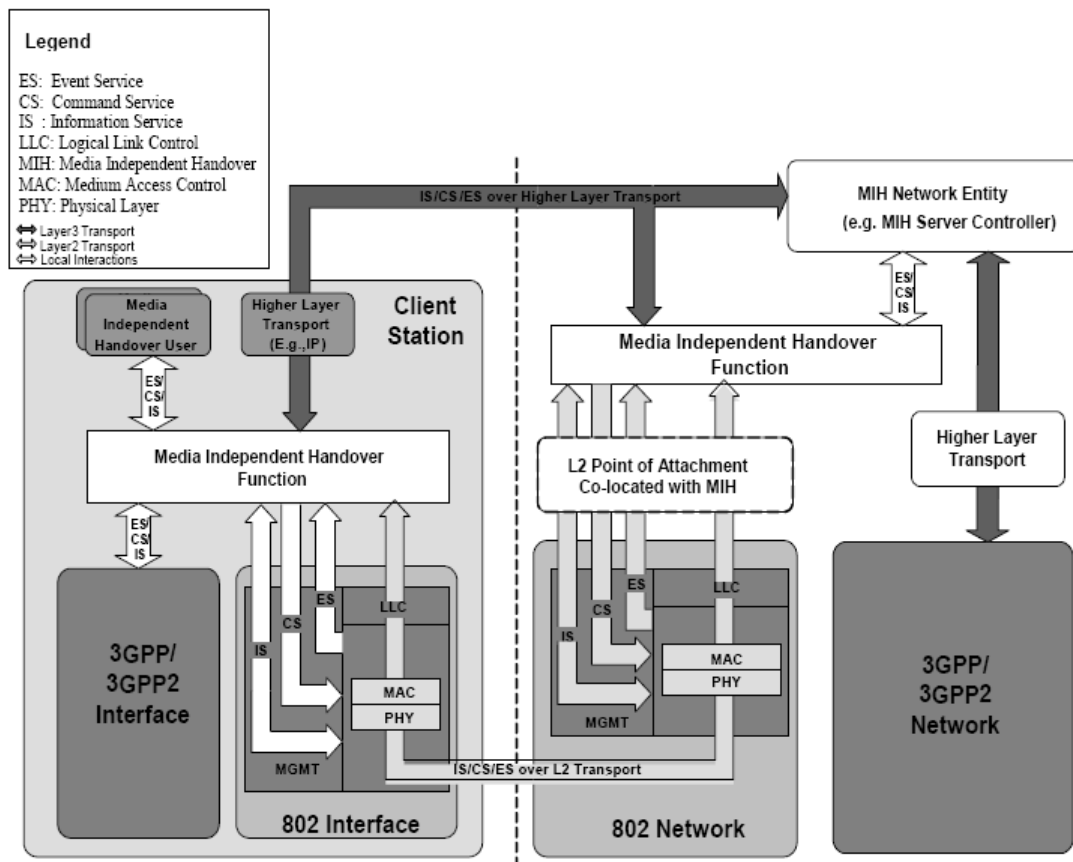 Legend
ES: Event Service
CS: Command Service
IS : Information Service
LLC: Logical Link Control
MIH: Media Independent Handover
MAC: Medium Access Control
PHY: Physical Layer
Layer3 Transport
Layer2 Transport
Local Interactions
IS/CS/ES over Higher Layer Transport
MIH Network Entity
(e.g. MIH Server Controller)
Client
Station
Media
Independent
Handover User
Higher Layer
Transport
(E.g.,IP)
ES/
CS/
IS
Media Independent Handover
Function
ES/
CS/
IS
3GPP/
3GPP2
Interface
IS
CS
ES
LLC
MAC
PHY
MGMT
802 Interface
IS/CS/ES over L2 Transport
ES/
CS/
IS
Media Independent Handover
Function
L2 Point of Attachment
Co-located with MIH
IS
CS
ES
LLC
MAC
PHY
MGMT
802 Network
Higher Layer
Transport
3GPP/
3GPP2
Network